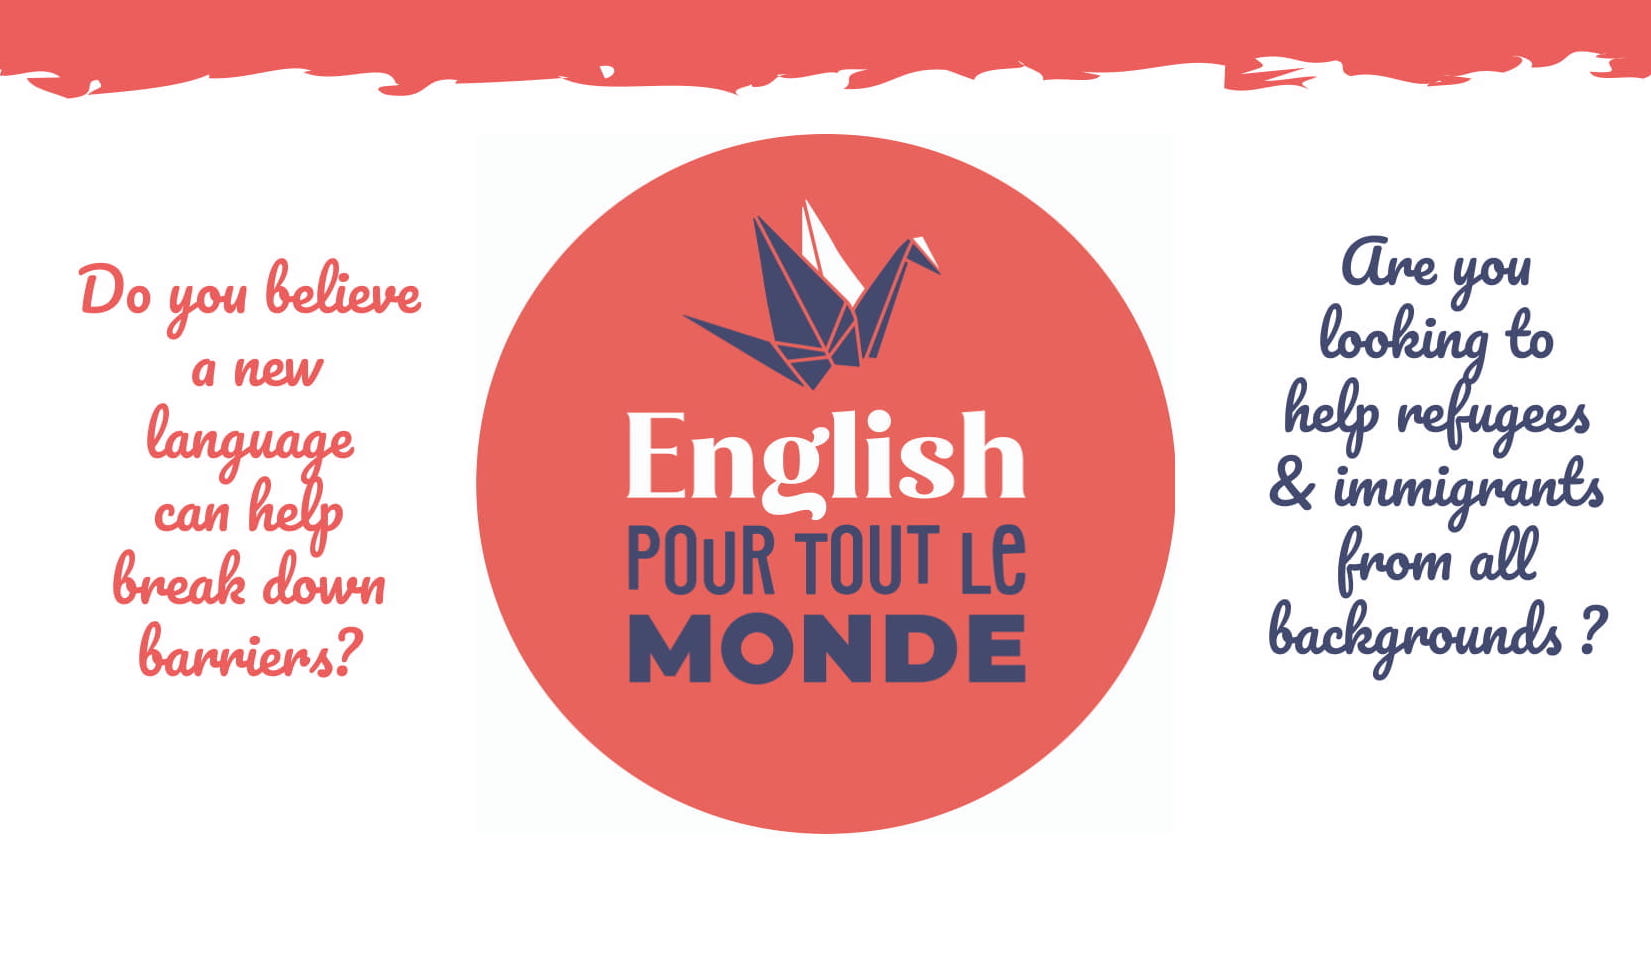 Do you believe
a new
language
can help
break down
barriers?
English
POUR TOUT Le
MONDE
Are you
looking to
help refugees
& immigrants
from all
backgrounds ?